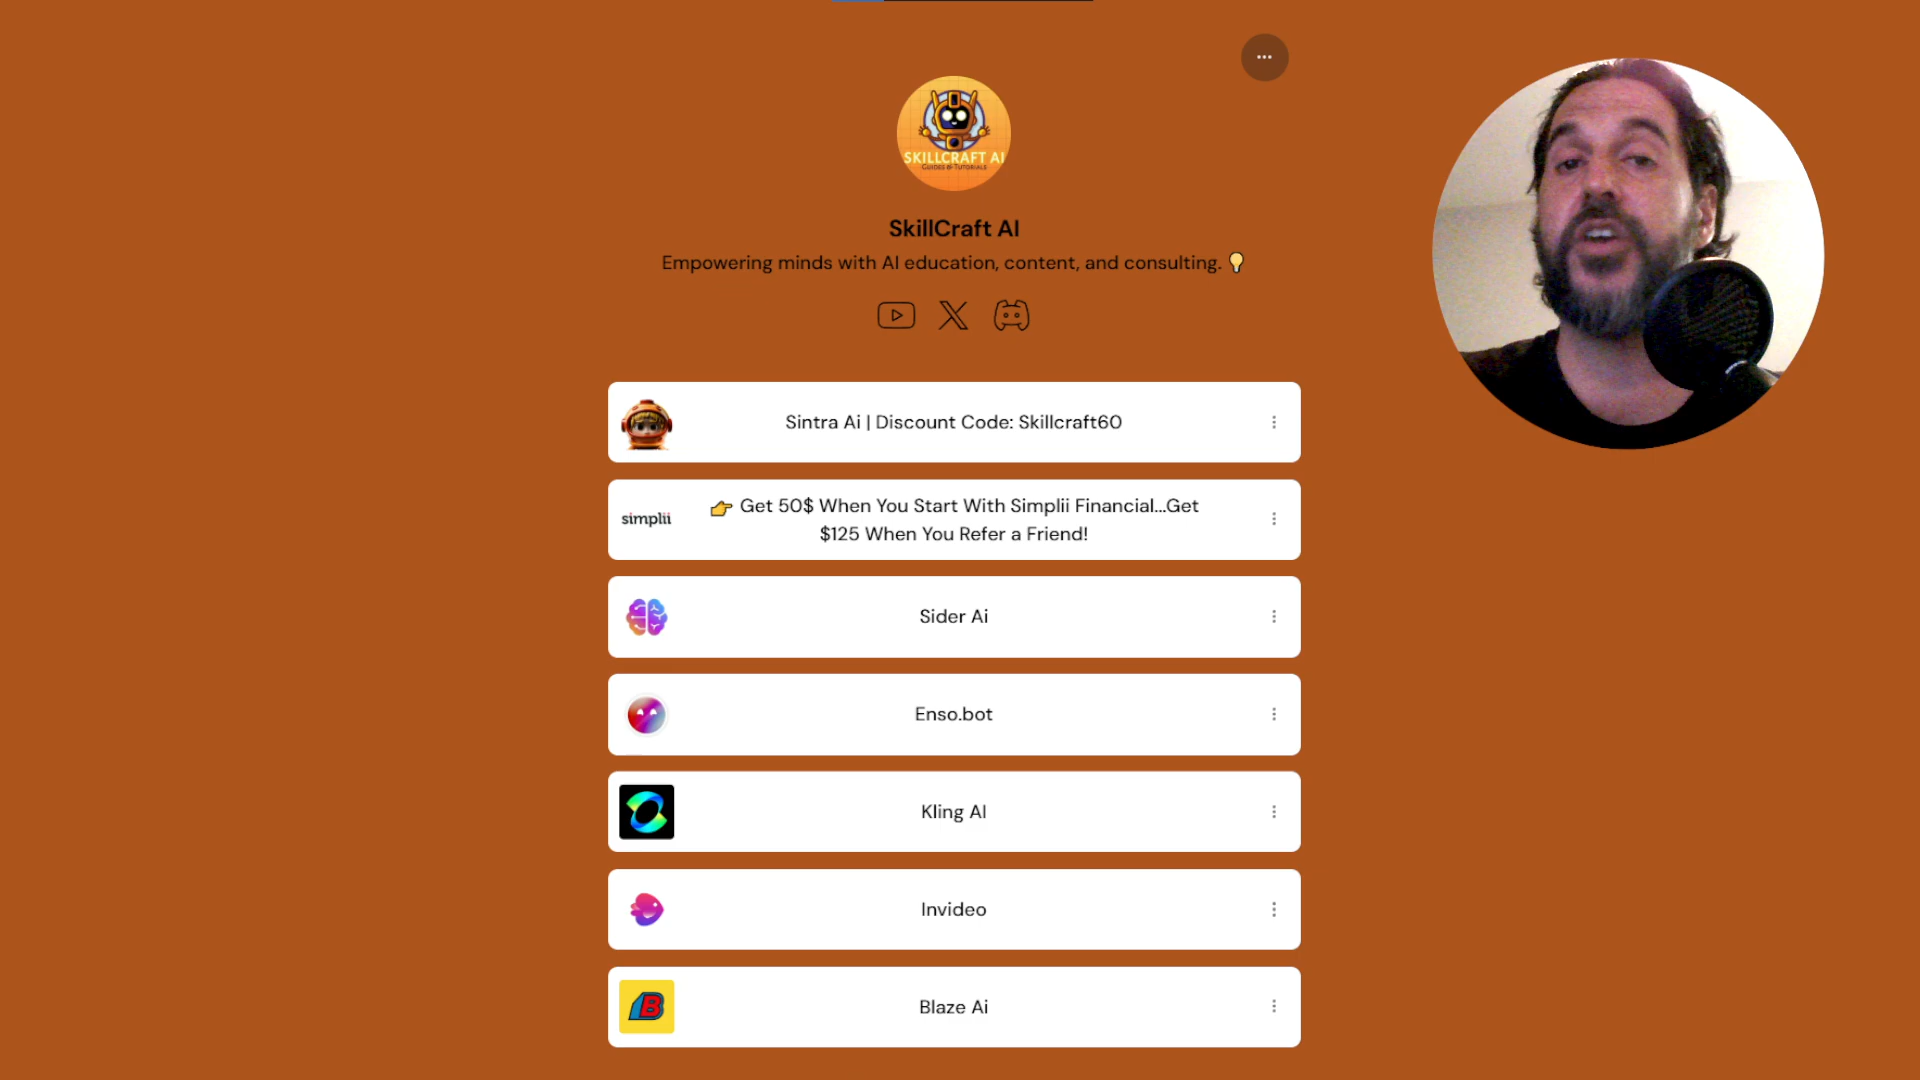 SKILLCRAFT AI
GUIDES & TUTORIALS
SkillCraft AI
Empowering minds with AI education, content, and consulting. 💡
Sintra Ai | Discount Code: Skillcraft60
simplii
👉 Get 50$ When You Start With Simplii Financial...Get
$125 When You Refer a Friend!
Sider Ai
Enso.bot
Kling AI
Invideo
B
Blaze Ai